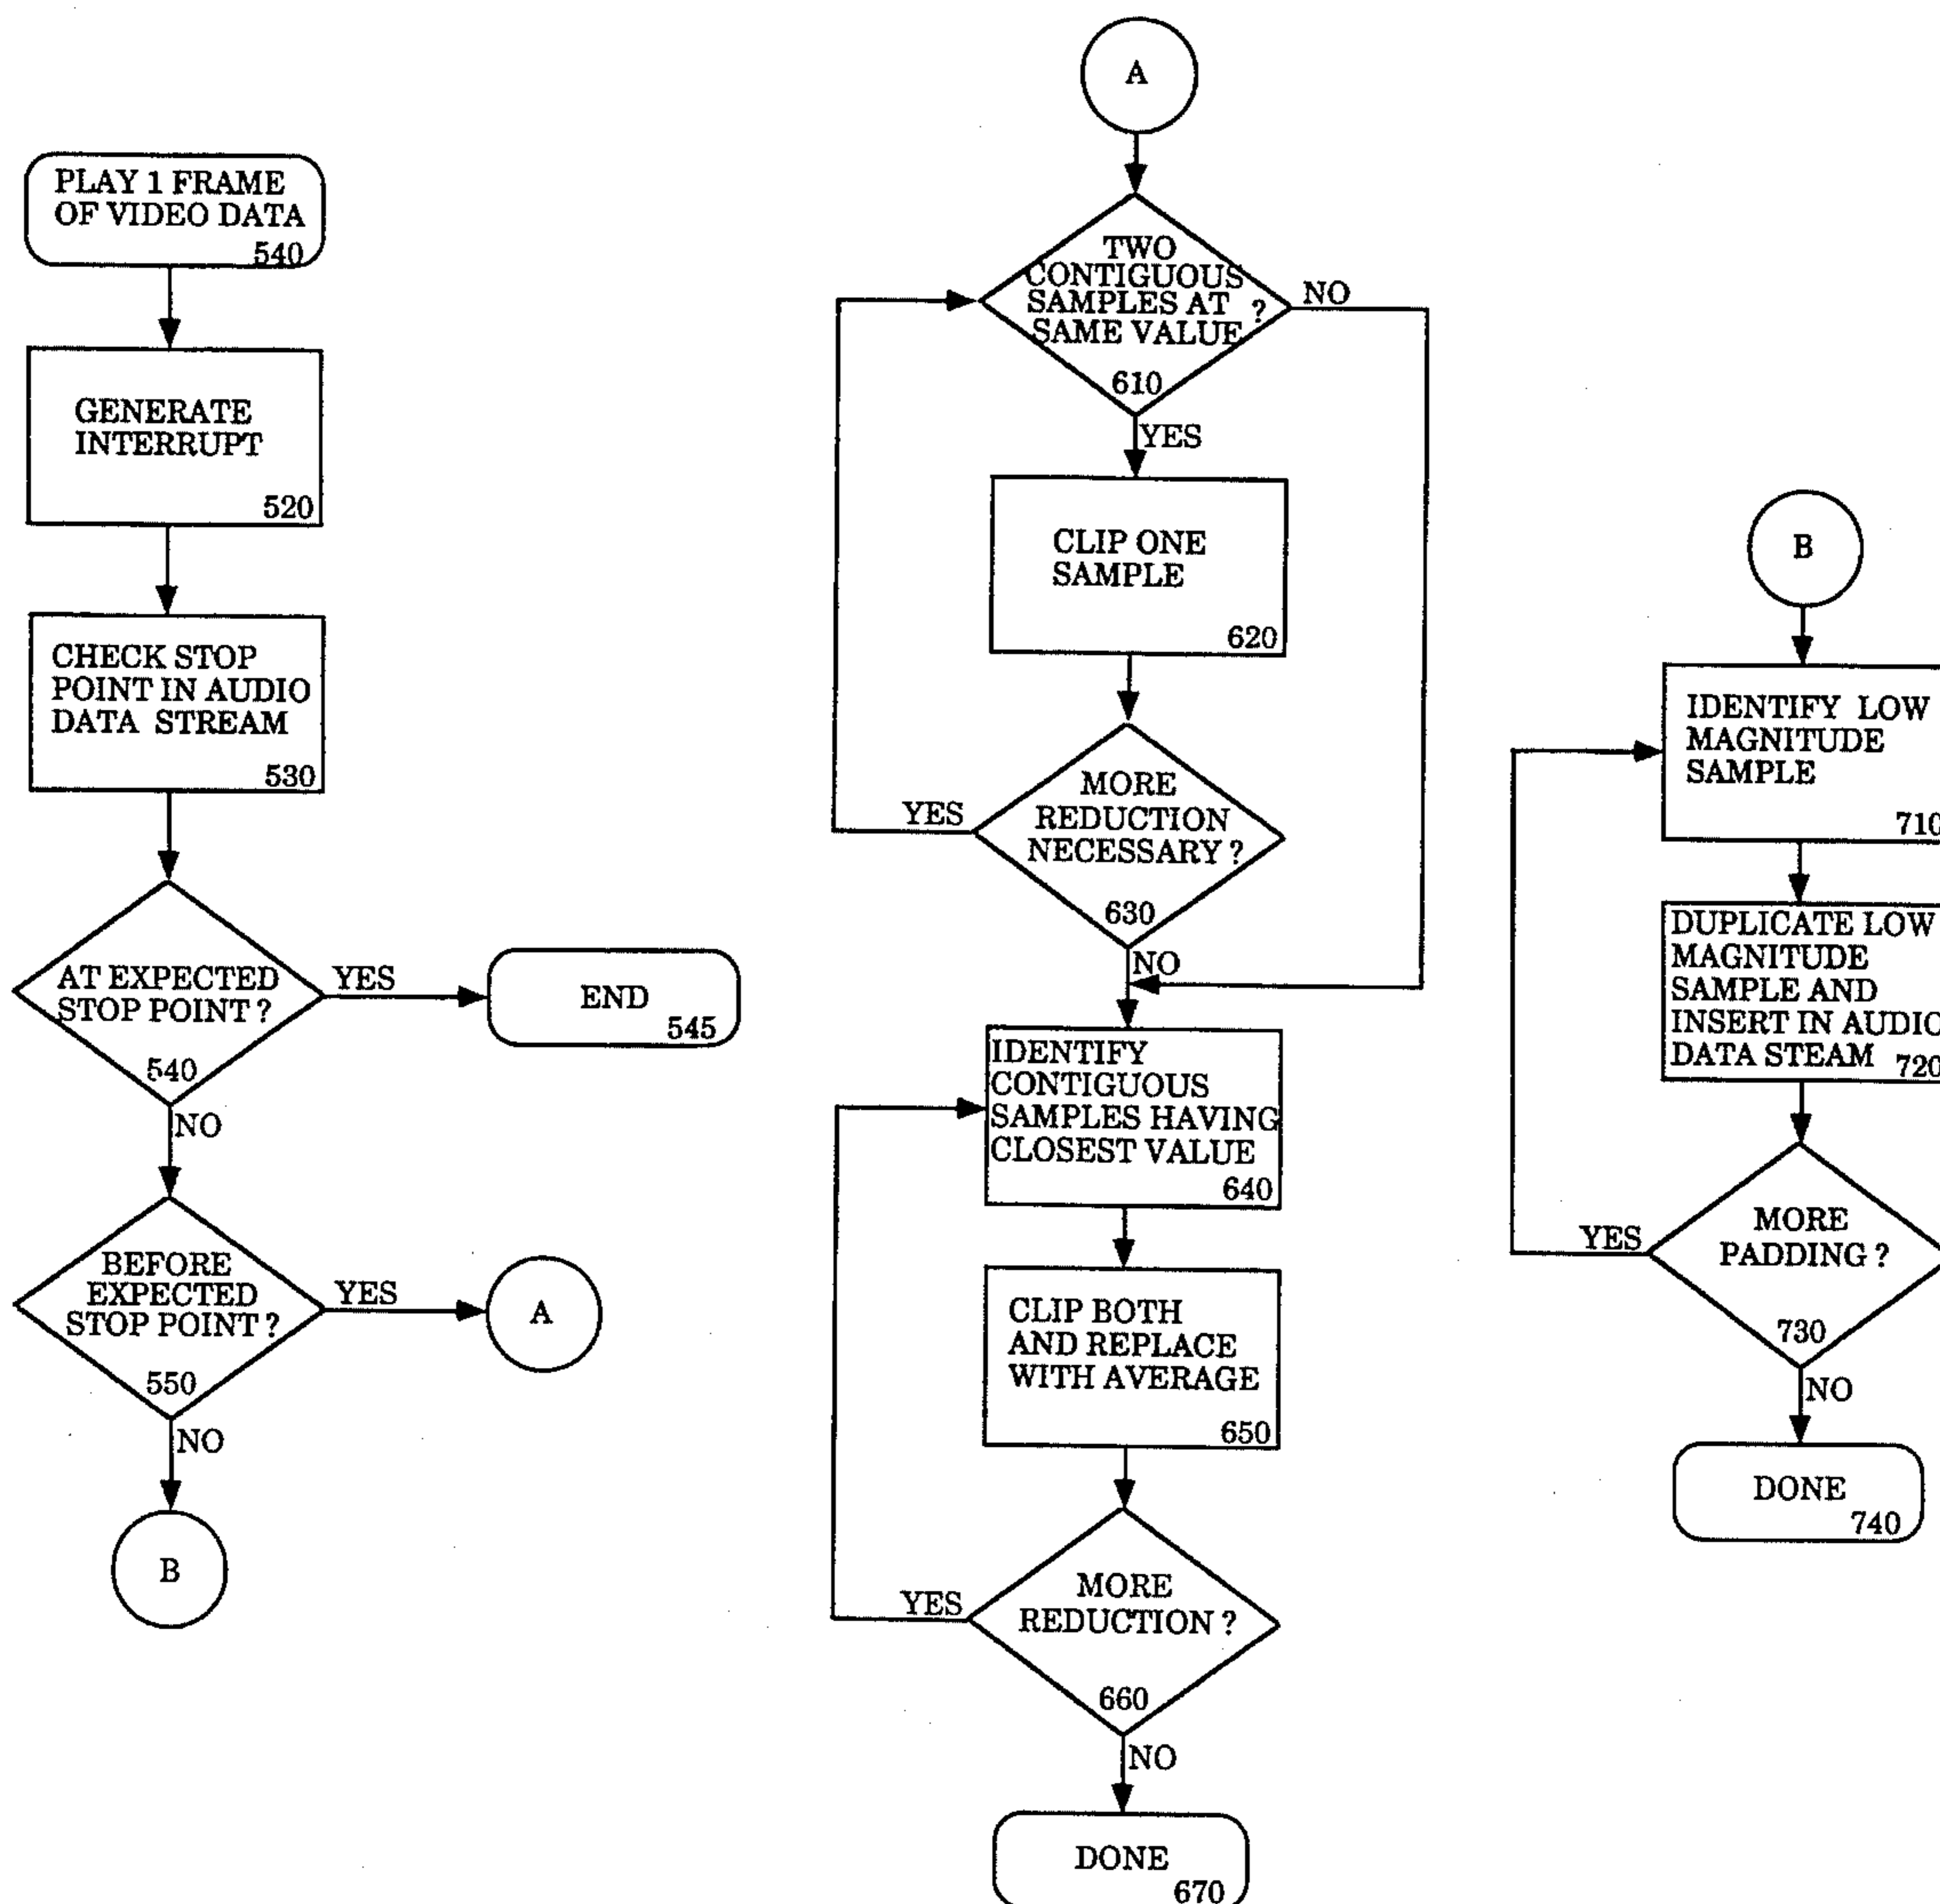 PLAY 1 FRAME
OF VIDEO DATA
540
GENERATE
INTERRUPT
520
CHECK STOP
POINT IN AUDIO
DATA STREAM
530
AT EXPECTED
STOP POINT ?
540
YES
END
545
NO
BEFORE
EXPECTED
STOP POINT ?
550
YES
A
NO
B
A
TWO
CONTIGUOUS
SAMPLES AT
SAME VALUE ?
610
NO
YES
CLIP ONE
SAMPLE
620
MORE
REDUCTION
NECESSARY ?
630
YES
NO
IDENTIFY
CONTIGUOUS
SAMPLES HAVING
CLOSEST VALUE
640
CLIP BOTH
AND REPLACE
WITH AVERAGE
650
MORE
REDUCTION ?
660
YES
NO
DONE
670
B
IDENTIFY LOW
MAGNITUDE
SAMPLE
710
DUPLICATE LOW
MAGNITUDE
SAMPLE AND
INSERT IN AUDIO
DATA STEAM 720
MORE
PADDING ?
730
YES
NO
DONE
740